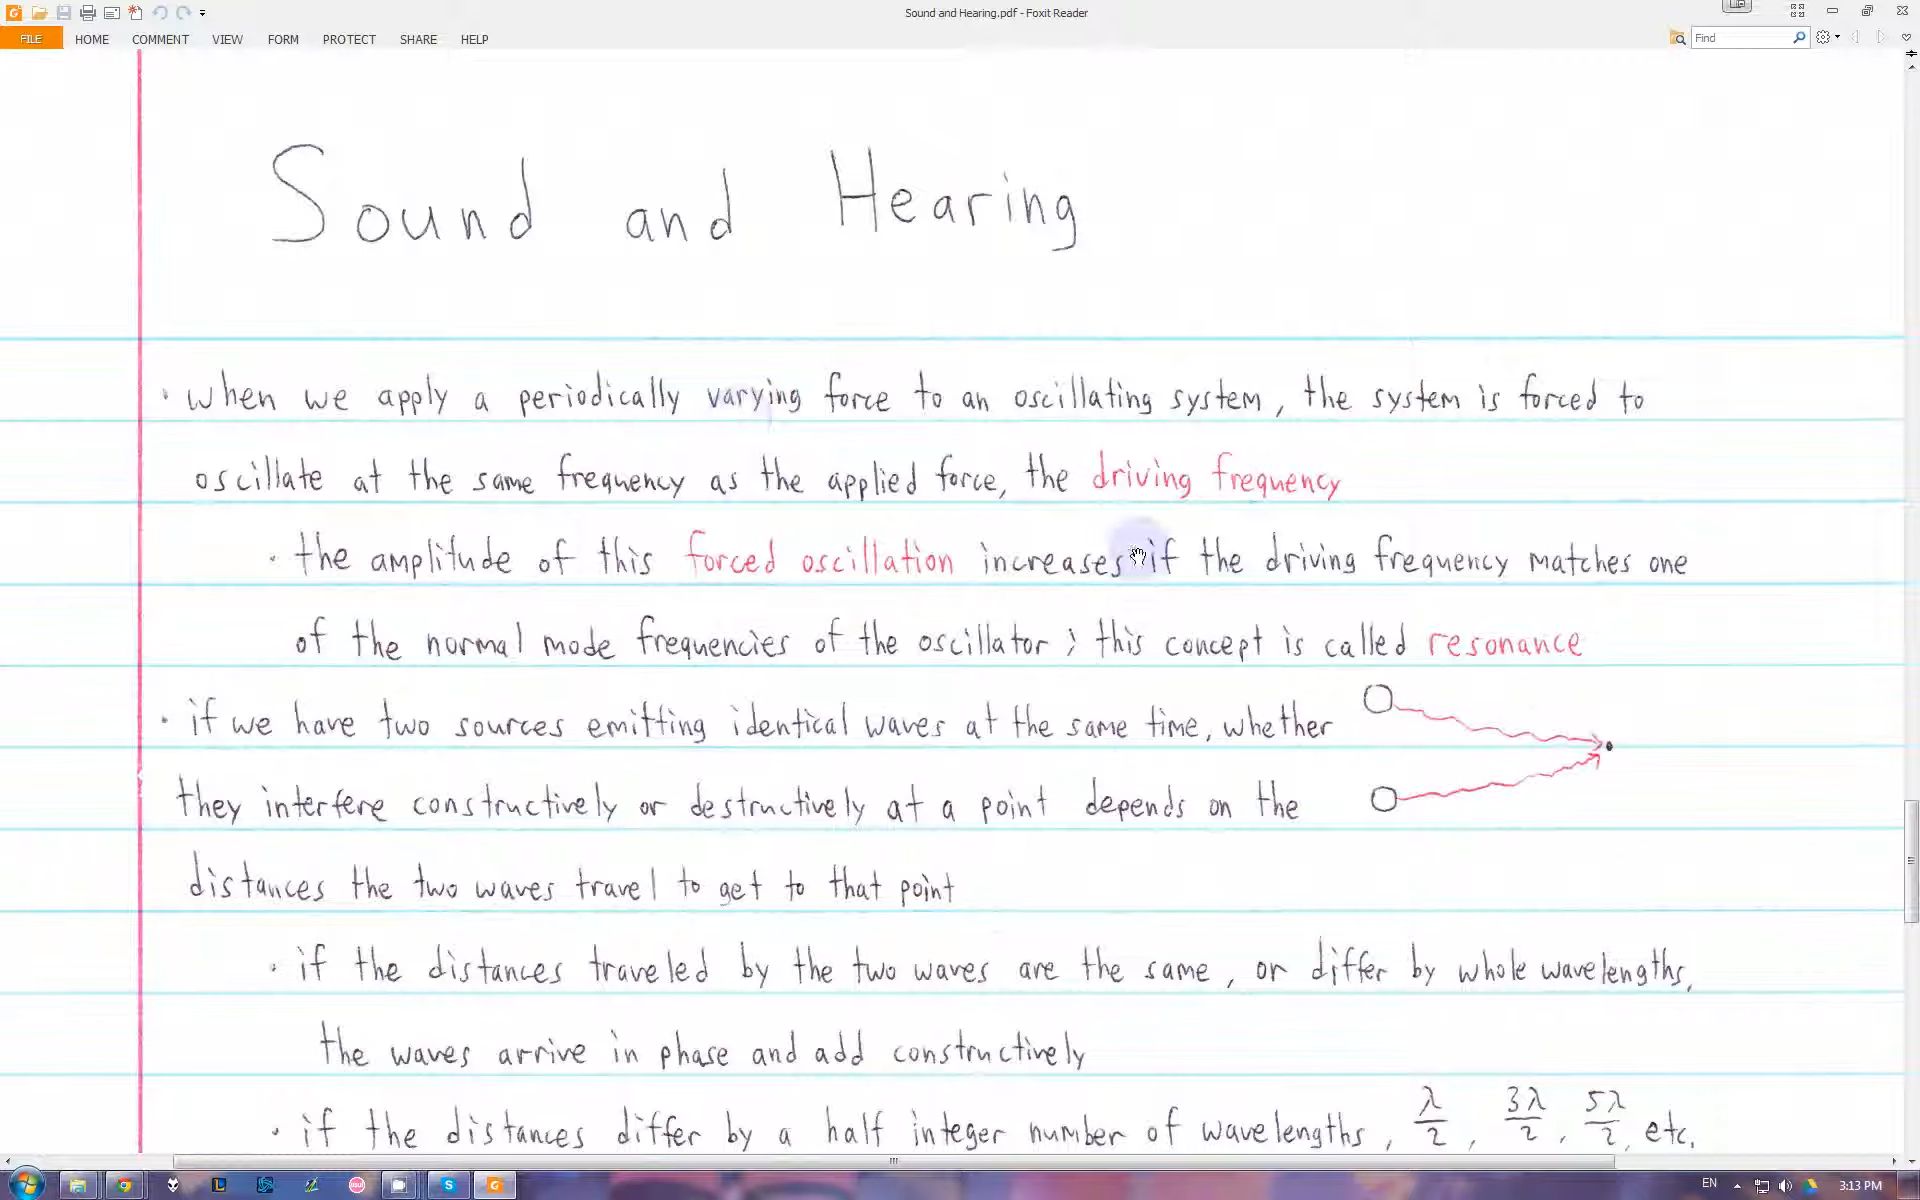 Sound and Hearing.pdf - Foxit Reader
FILE HOME COMMENT VIEW FORM PROTECT SHARE HELP
Find
Sound and Hearing
· when we apply a periodically varying force to an oscillating system, the system is forced to
oscillate at the same frequency as the applied force, the driving frequency
· the amplitude of this forced oscillation increases if the driving frequency matches one
of the normal mode frequencies of the oscillator; this concept is called resonance
· if we have two sources emitting identical waves at the same time, whether
they interfere constructively or destructively at a point depends on the
distances the two waves travel to get to that point
· if the distances traveled by the two waves are the same, or differ by whole wavelengths,
the waves arrive in phase and add constructively
· if the distances differ by a half integer number of wavelengths, λ/2, 3λ/2, 5λ/2, etc.
EN 3:13 PM